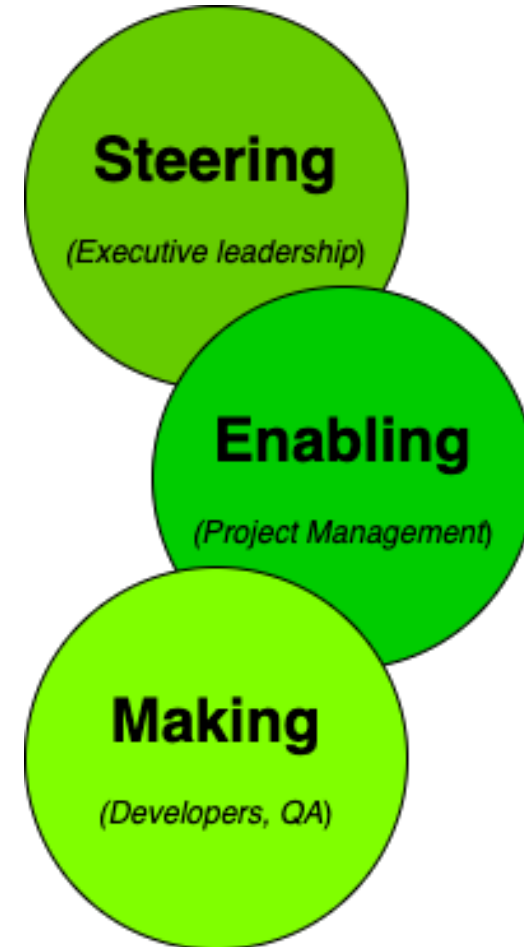 Steering
(Executive leadership)
Enabling
(Project Management)
Making
(Developers, QA)